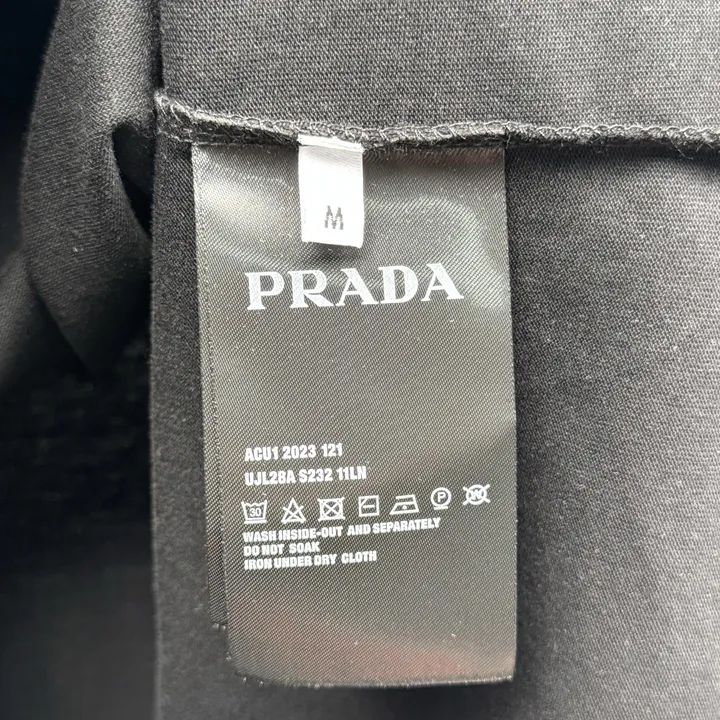 M
PRADA
ACU1 2023 121
UJL28A S232 11LN
30 P W
WASH INSIDE-OUT AND SEPARATELY
DO NOT SOAK
IRON UNDER DRY CLOTH